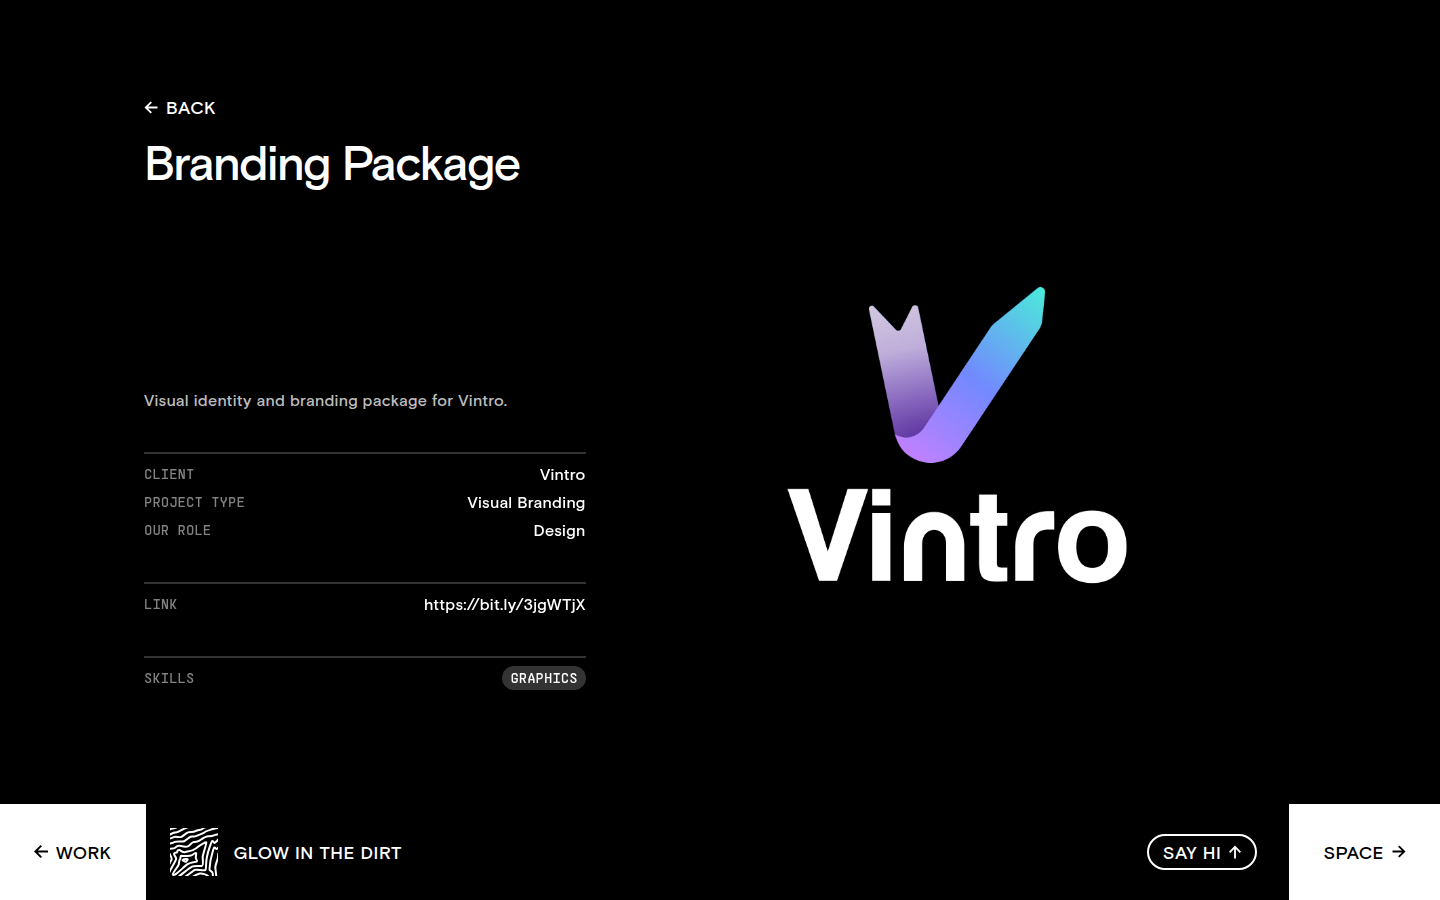 ← BACK
Branding Package
Visual identity and branding package for Vintro.
CLIENT Vintro
PROJECT TYPE Visual Branding
OUR ROLE Design
LINK https://bit.ly/3jgWTjX
SKILLS GRAPHICS
Vintro
← WORK
GLOW IN THE DIRT
SAY HI ↑
SPACE →